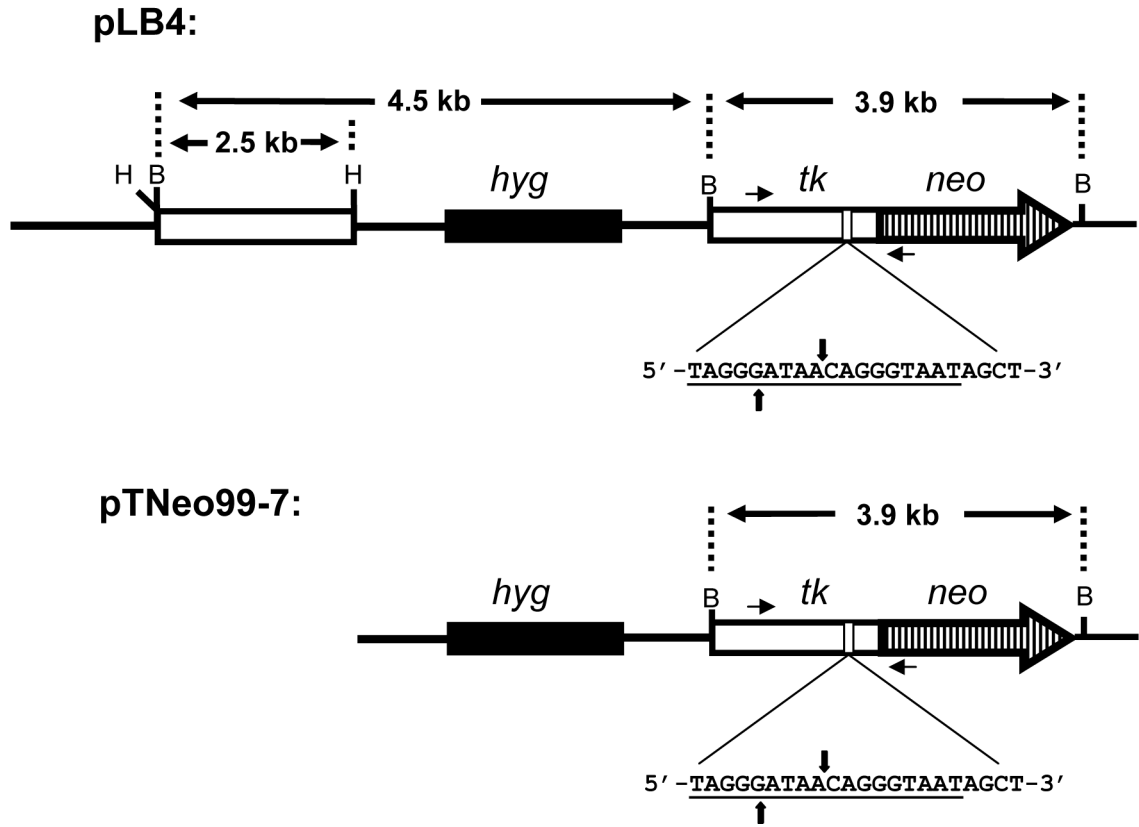 pLB4:
4.5 kb
3.9 kb
2.5 kb
H B H hyg B tk neo B
5′ -TAGGGATAACAGGGTAATAGCT-3′
pTNeo99-7:
3.9 kb
hyg B tk neo B
5′ -TAGGGATAACAGGGTAATAGCT-3′